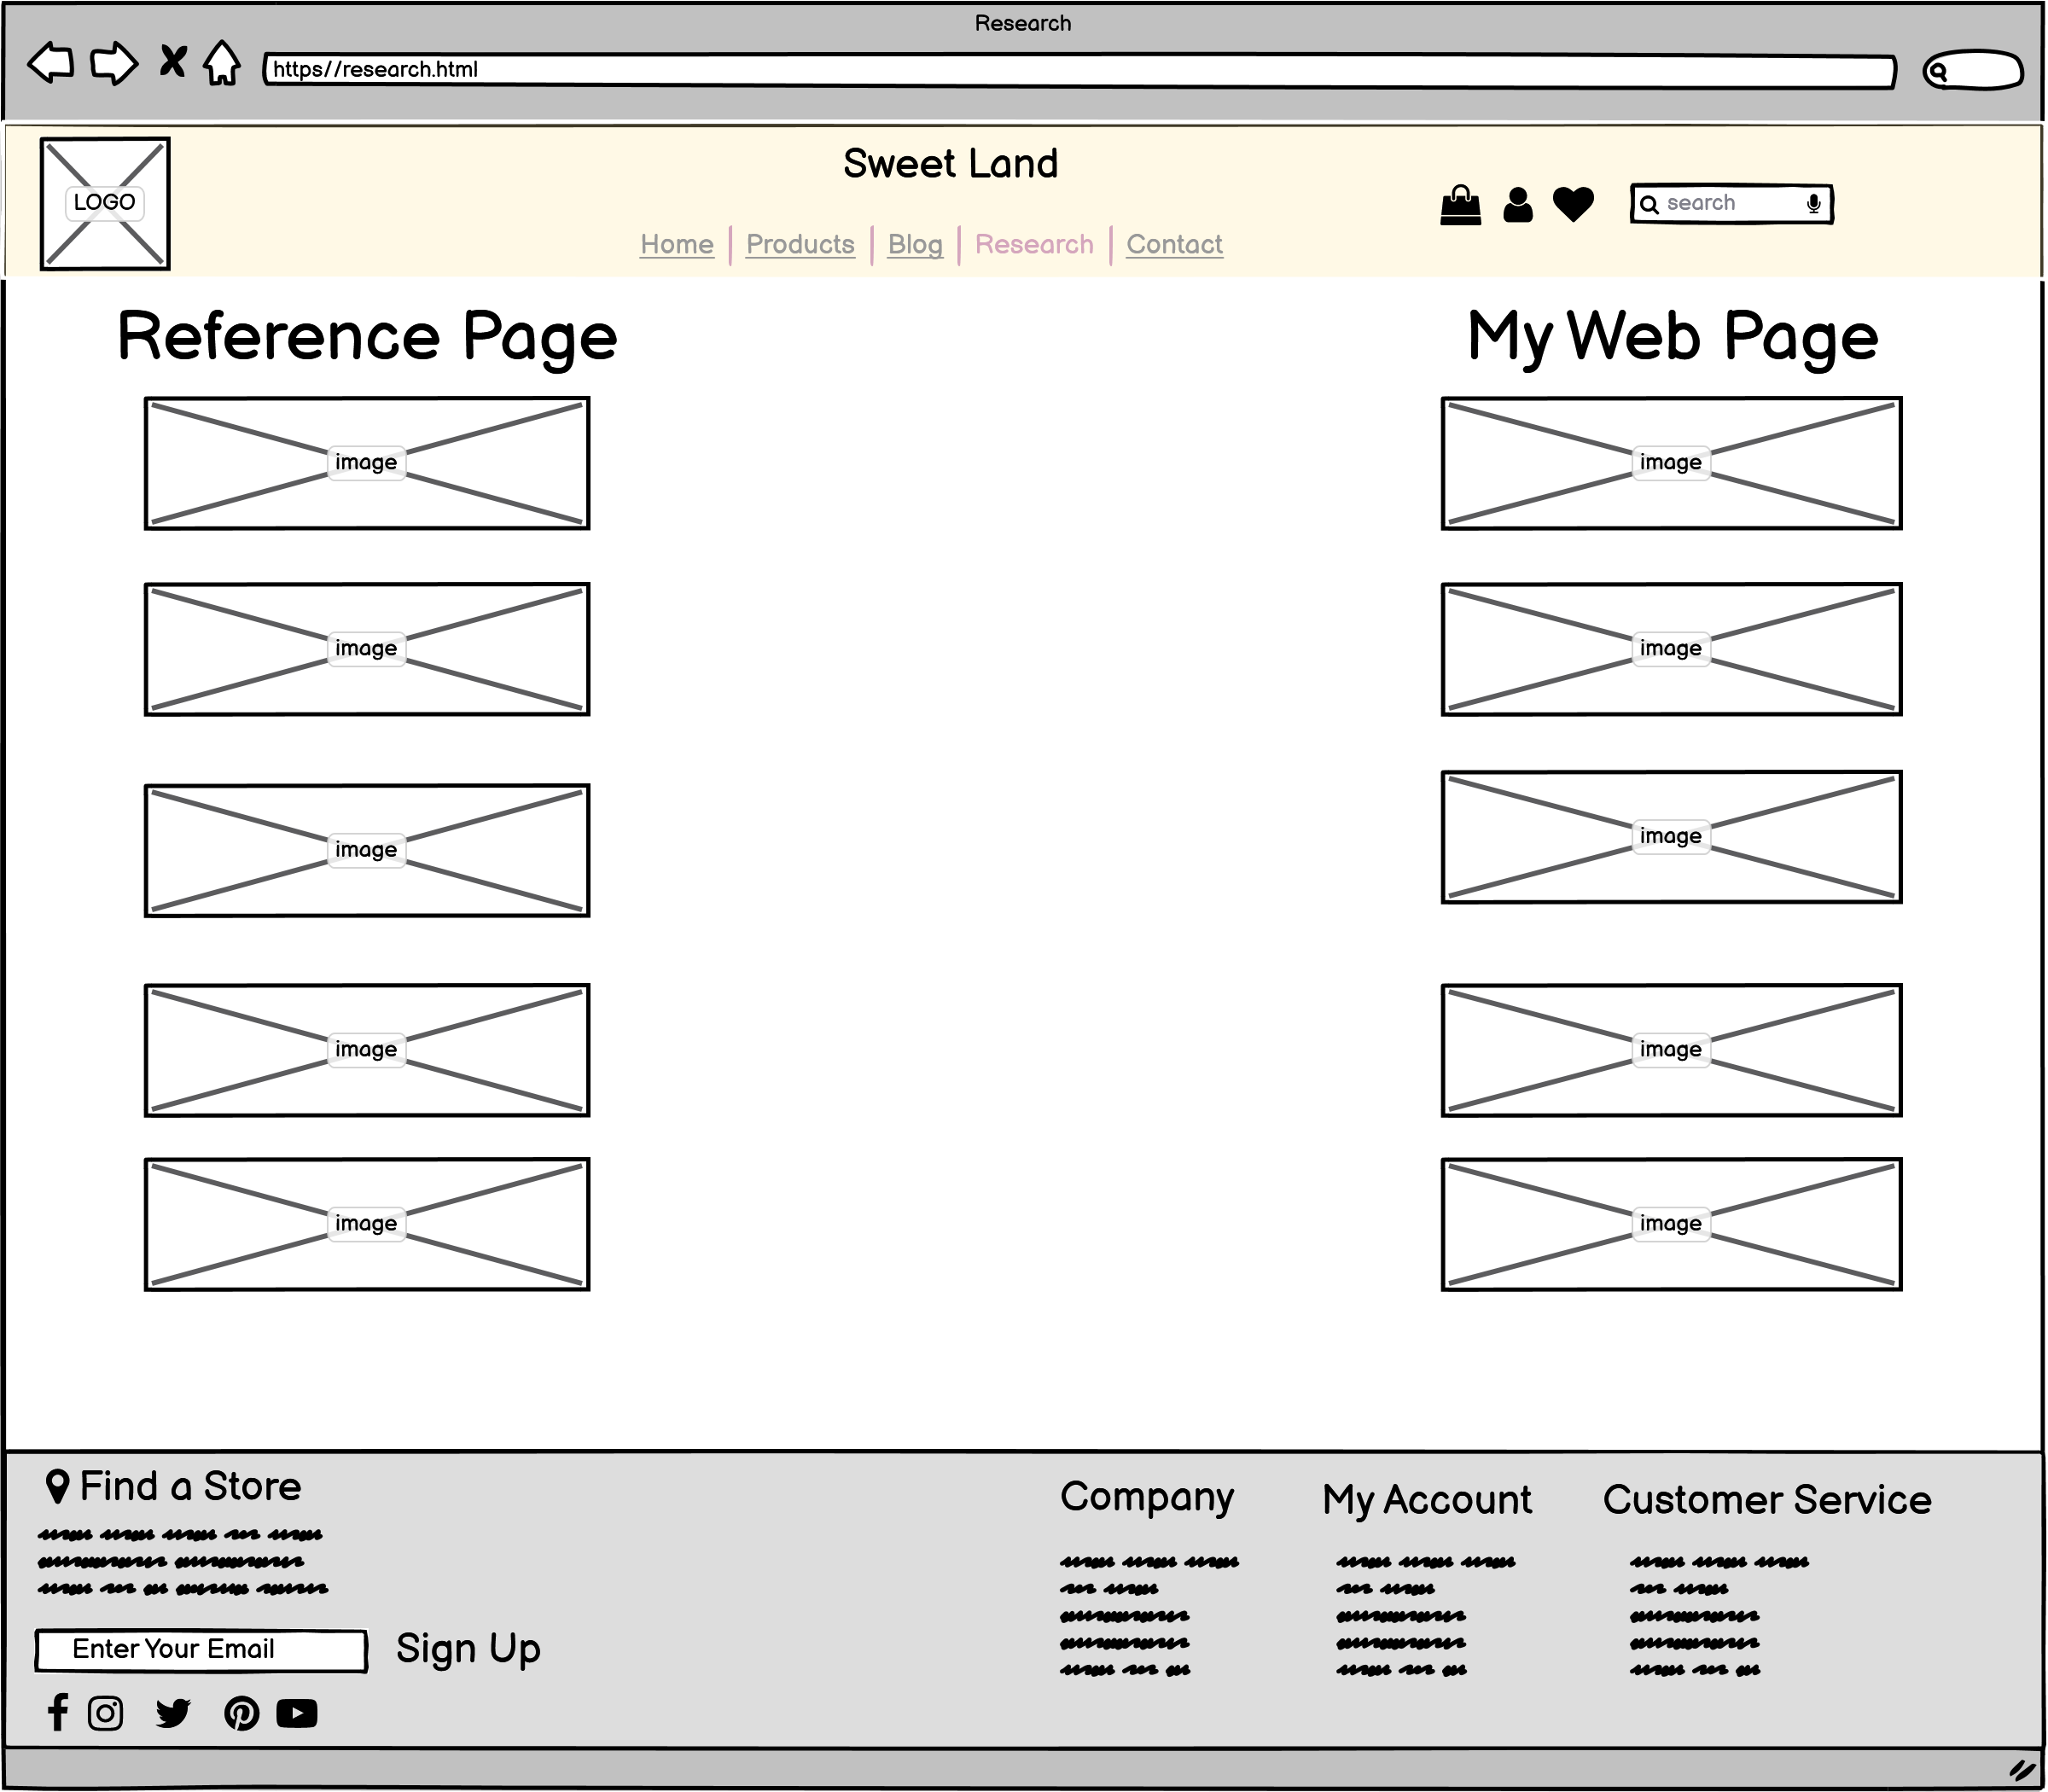 Research
https//research.html
LOGO
Sweet Land
search
Home Products Blog Research Contact
Reference Page
My Web Page
image
image
image
image
image
image
image
image
image
image
Find a Store
Enter Your Email
Sign Up
Company
My Account
Customer Service